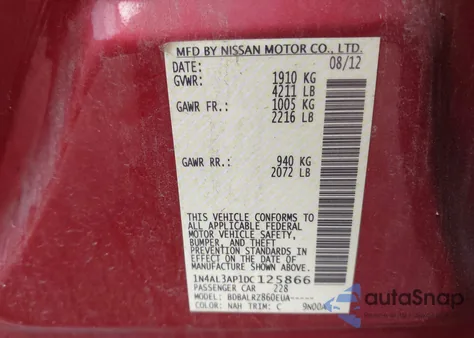 MFD BY NISSAN MOTOR CO., LTD.
DATE: 08/12
GVWR: 1910 KG
4211 LB
GAWR FR.: 1005 KG
2216 LB
GAWR RR.: 940 KG
2072 LB
THIS VEHICLE CONFORMS TO
ALL APPLICABLE FEDERAL
MOTOR VEHICLE SAFETY,
BUMPER, AND THEFT
PREVENTION STANDARDS IN
EFFECT ON THE DATE OF
MANUFACTURE SHOWN ABOVE.
1N4AL3AP1DC125866
PASSENGER CAR 228
MODEL: BDBALRZB60EUA-----
COLOR: NAH TRIM: C 9N00A
autoSnap